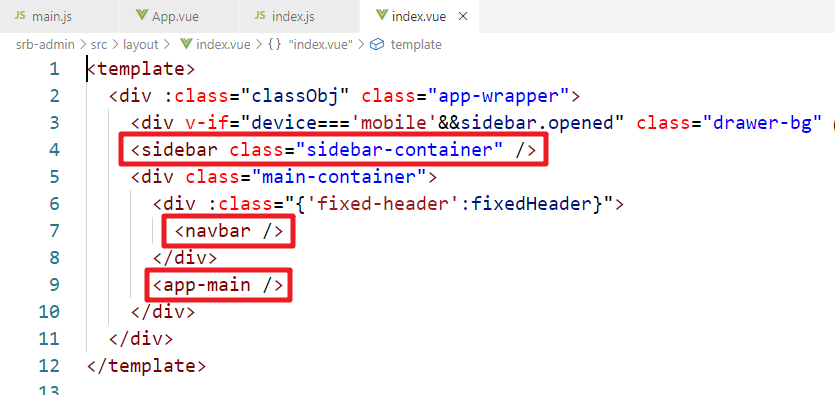 main.js App.vue index.js index.vue ×
srb-admin > src > layout > index.vue > {} "index.vue" > template
1 <template>
2 <div :class="classObj" class="app-wrapper">
3 <div v-if="device==='mobile'&&sidebar.opened" class="drawer-bg"
4 <sidebar class="sidebar-container" />
5 <div class="main-container">
6 <div :class="{'fixed-header':fixedHeader}">
7 <navbar />
8 </div>
9 <app-main />
10 </div>
11 </div>
12 </template>
13